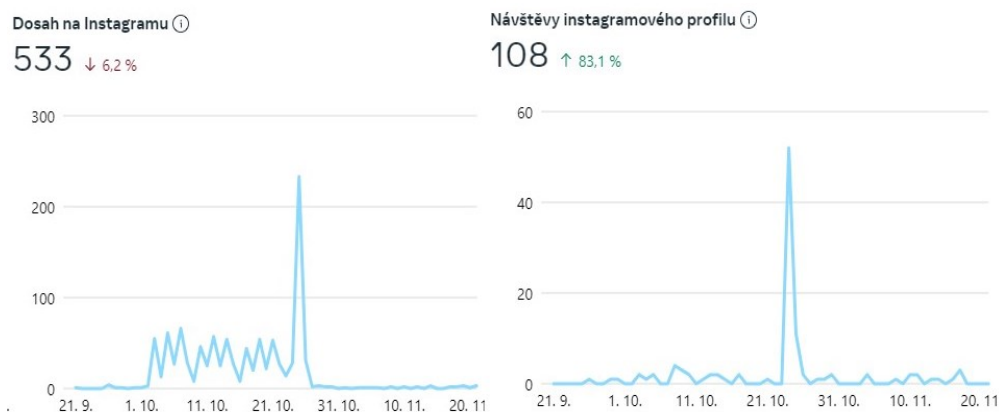 Dosah na Instagramu
533 ↓ 6,2 %
300
200
100
0
21. 9. 1. 10. 11. 10. 21. 10. 31. 10. 10. 11. 20. 11
Návštěvy instagramového profilu
108 ↑ 83,1 %
60
40
20
0
21. 9. 1. 10. 11. 10. 21. 10. 31. 10. 10. 11. 20. 11